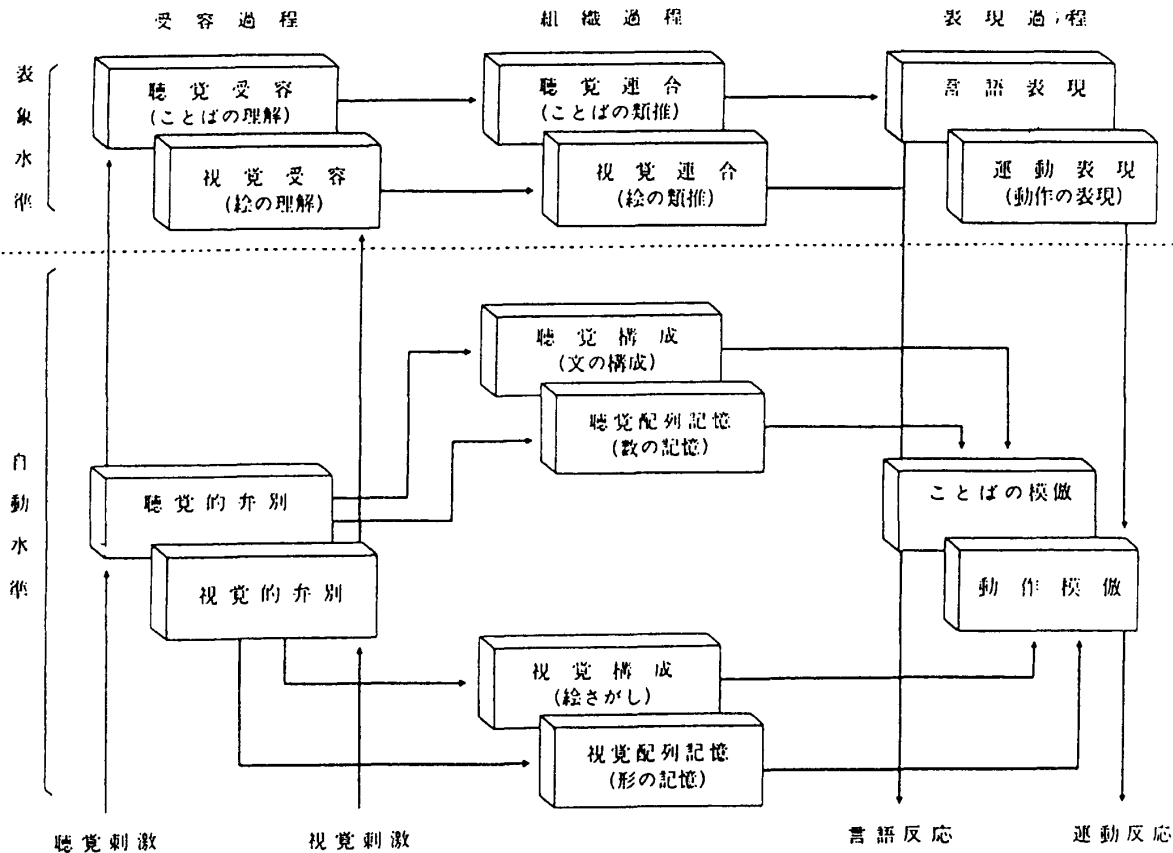 受容過程
組織過程
表現過程
表象水準
聴覚受容
(ことばの理解)
視覚受容
(絵の理解)
聴覚連合
(ことばの類推)
視覚連合
(絵の類推)
言語表現
運動表現
(動作の表現)
自動水準
聴覚構成
(文の構成)
聴覚配列記憶
(数の記憶)
聴覚的弁別
視覚的弁別
ことばの模倣
動作模倣
視覚構成
(絵さがし)
視覚配列記憶
(形の記憶)
聴覚刺激
視覚刺激
言語反応
運動反応